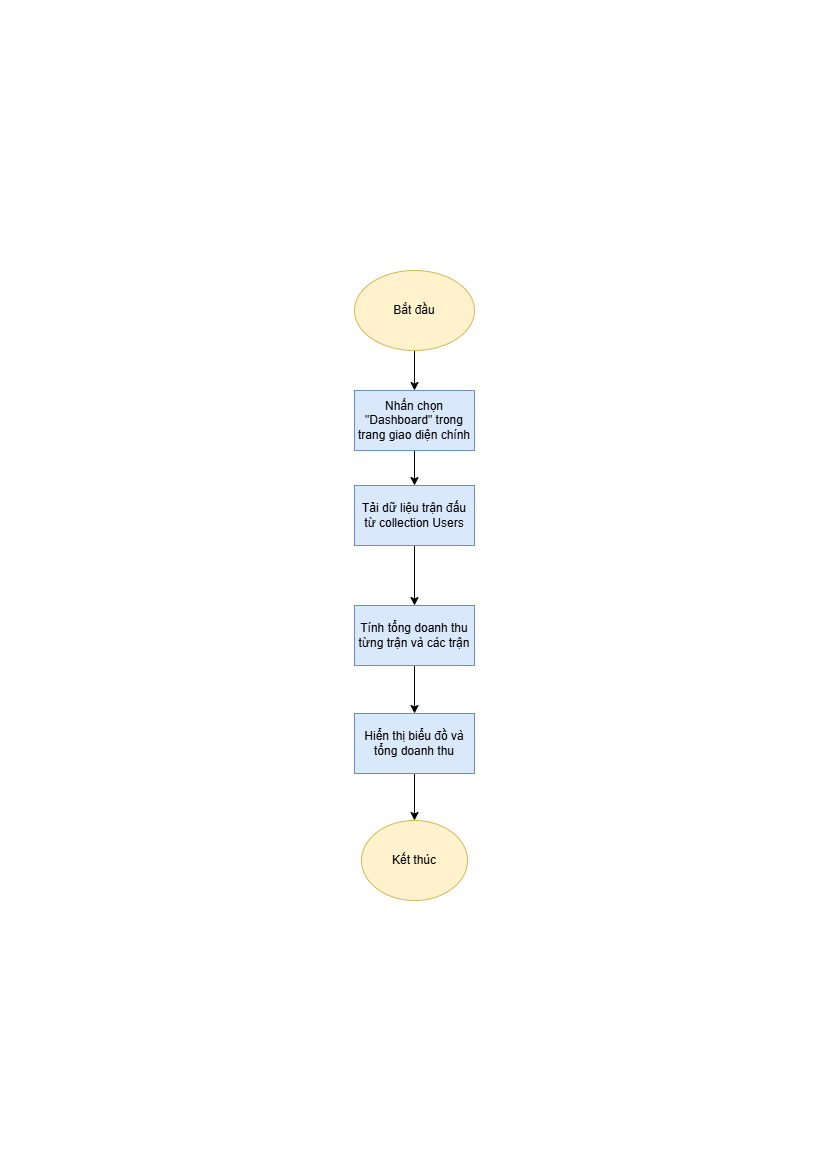 Bắt đầu
Nhấn chọn
"Dashboard" trong
trang giao diện chính
Tải dữ liệu trận đấu
từ collection Users
Tính tổng doanh thu
từng trận và các trận
Hiển thị biểu đồ và
tổng doanh thu
Kết thúc